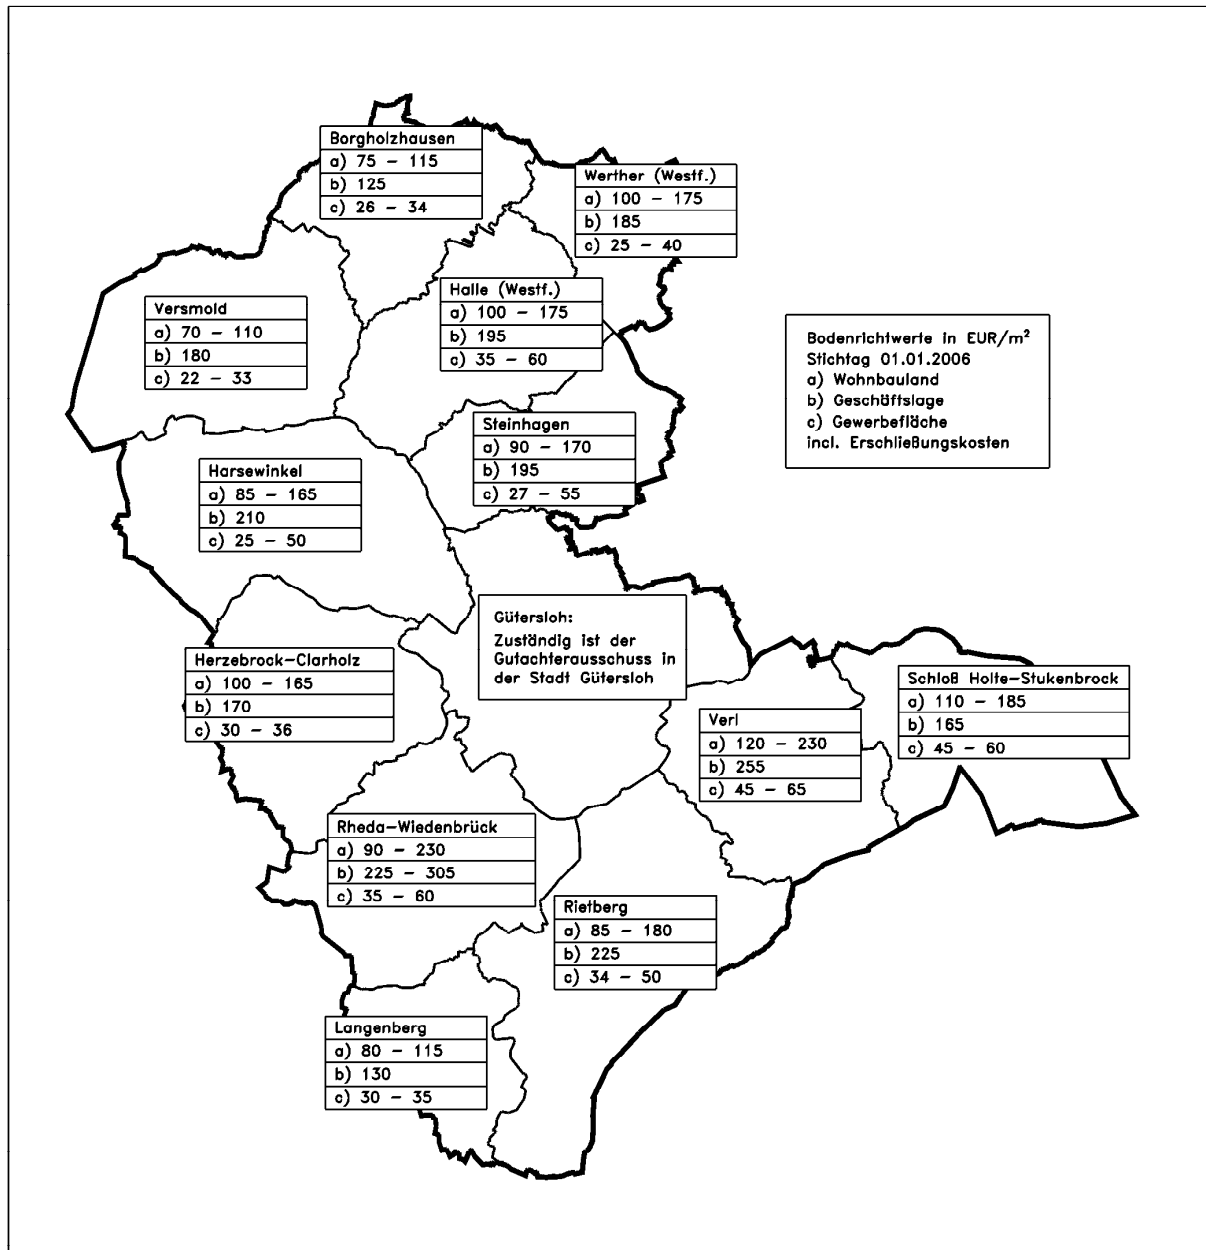 Borgholzhausen
a) 75 – 115
b) 125
c) 26 – 34
Werther (Westf.)
a) 100 – 175
b) 185
c) 25 – 40
Halle (Westf.)
a) 100 – 175
b) 195
c) 35 – 60
Versmold
a) 70 – 110
b) 180
c) 22 – 33
Bodenrichtwerte in EUR/m²
Stichtag 01.01.2006
a) Wohnbauland
b) Geschäftslage
c) Gewerbefläche
incl. Erschließungskosten
Steinhagen
a) 90 – 170
b) 195
c) 27 – 55
Harsewinkel
a) 85 – 165
b) 210
c) 25 – 50
Gütersloh:
Zuständig ist der
Gutachterausschuss in
der Stadt Gütersloh
Herzebrock–Clarholz
a) 100 – 165
b) 170
c) 30 – 36
Schloß Holte–Stukenbrock
a) 110 – 185
b) 165
c) 45 – 60
Verl
a) 120 – 230
b) 255
c) 45 – 65
Rheda–Wiedenbrück
a) 90 – 230
b) 225 – 305
c) 35 – 60
Rietberg
a) 85 – 180
b) 225
c) 34 – 50
Langenberg
a) 80 – 115
b) 130
c) 30 – 35